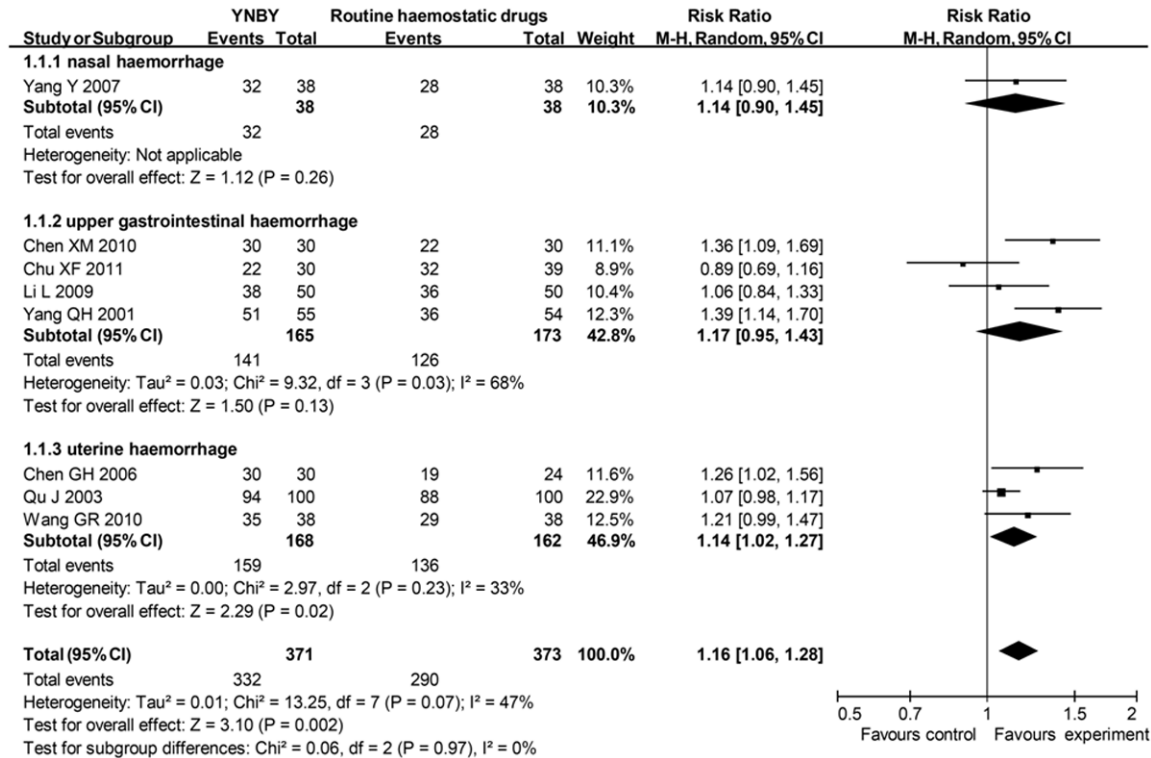 YNBY Routine haemostatic drugs Risk Ratio Risk Ratio
Study or Subgroup Events Total Events Total Weight M-H, Random, 95% CI M-H, Random, 95% CI
1.1.1 nasal haemorrhage
Yang Y 2007 32 38 28 38 10.3% 1.14 [0.90, 1.45]
Subtotal (95% CI) 38 38 10.3% 1.14 [0.90, 1.45]
Total events 32 28
Heterogeneity: Not applicable
Test for overall effect: Z = 1.12 (P = 0.26)
1.1.2 upper gastrointestinal haemorrhage
Chen XM 2010 30 30 22 30 11.1% 1.36 [1.09, 1.69]
Chu XF 2011 22 30 32 39 8.9% 0.89 [0.69, 1.16]
Li L 2009 38 50 36 50 10.4% 1.06 [0.84, 1.33]
Yang QH 2001 51 55 36 54 12.3% 1.39 [1.14, 1.70]
Subtotal (95% CI) 165 173 42.8% 1.17 [0.95, 1.43]
Total events 141 126
Heterogeneity: Tau² = 0.03; Chi² = 9.32, df = 3 (P = 0.03); I² = 68%
Test for overall effect: Z = 1.50 (P = 0.13)
1.1.3 uterine haemorrhage
Chen GH 2006 30 30 19 24 11.6% 1.26 [1.02, 1.56]
Qu J 2003 94 100 88 100 22.9% 1.07 [0.98, 1.17]
Wang GR 2010 35 38 29 38 12.5% 1.21 [0.99, 1.47]
Subtotal (95% CI) 168 162 46.9% 1.14 [1.02, 1.27]
Total events 159 136
Heterogeneity: Tau² = 0.00; Chi² = 2.97, df = 2 (P = 0.23); I² = 33%
Test for overall effect: Z = 2.29 (P = 0.02)
Total (95% CI) 371 373 100.0% 1.16 [1.06, 1.28]
Total events 332 290
Heterogeneity: Tau² = 0.01; Chi² = 13.25, df = 7 (P = 0.07); I² = 47%
Test for overall effect: Z = 3.10 (P = 0.002)
Test for subgroup differences: Chi² = 0.06, df = 2 (P = 0.97), I² = 0%
0.5 0.7 1 1.5 2
Favours control Favours experiment